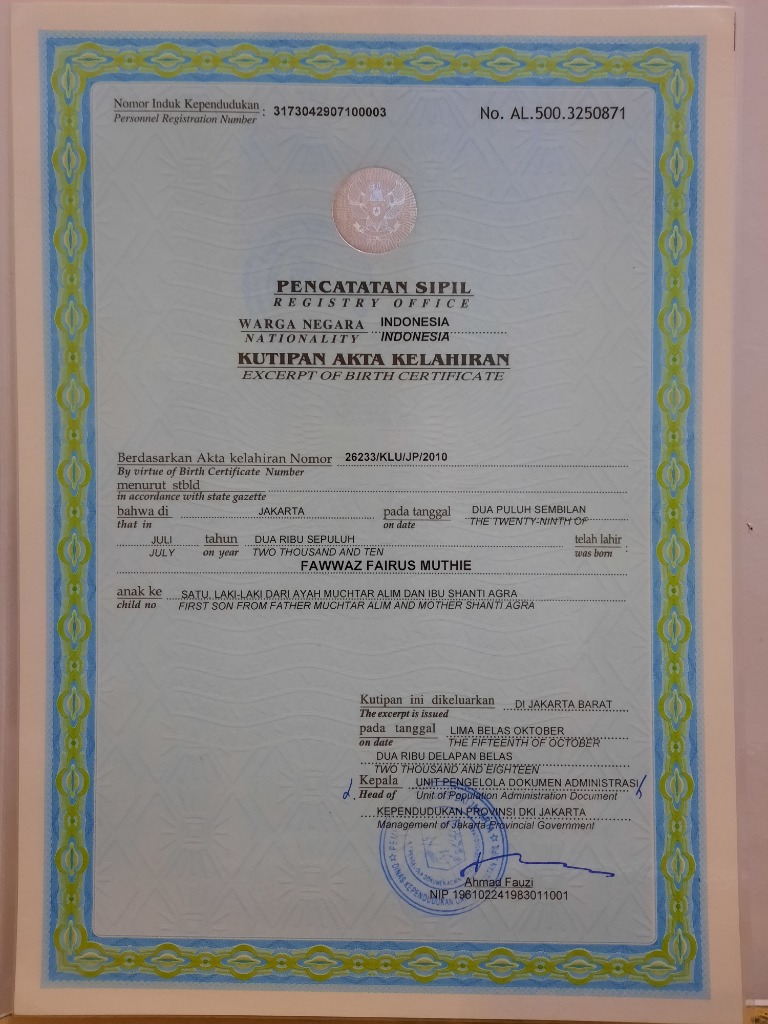 Nomor Induk Kependudukan : 3173042907100003 No. AL.500.3250871
Personnel Registration Number
PENCATATAN SIPIL
REGISTRY OFFICE
WARGA NEGARA INDONESIA
NATIONALITY INDONESIA
KUTIPAN AKTA KELAHIRAN
EXCERPT OF BIRTH CERTIFICATE
Berdasarkan Akta kelahiran Nomor 26233/KLU/JP/2010
By virtue of Birth Certificate Number
menurut stbld
in accordance with state gazette
bahwa di JAKARTA pada tanggal DUA PULUH SEMBILAN
that in on date THE TWENTY-NINTH OF
JULI tahun DUA RIBU SEPULUH telah lahir
JULY on year TWO THOUSAND AND TEN was born :
FAWWAZ FAIRUS MUTHIE
anak ke SATU, LAKI-LAKI DARI AYAH MUCHTAR ALIM DAN IBU SHANTI AGRA
child no FIRST SON FROM FATHER MUCHTAR ALIM AND MOTHER SHANTI AGRA
Kutipan ini dikeluarkan DI JAKARTA BARAT
The excerpt is issued
pada tanggal LIMA BELAS OKTOBER
on date THE FIFTEENTH OF OCTOBER
DUA RIBU DELAPAN BELAS
TWO THOUSAND AND EIGHTEEN
Kepala UNIT PENGELOLA DOKUMEN ADMINISTRASI
Head of Unit of Population Administration Document
KEPENDUDUKAN PROVINSI DKI JAKARTA
Management of Jakarta Provincial Government
Ahmad Fauzi
NIP 196102241983011001